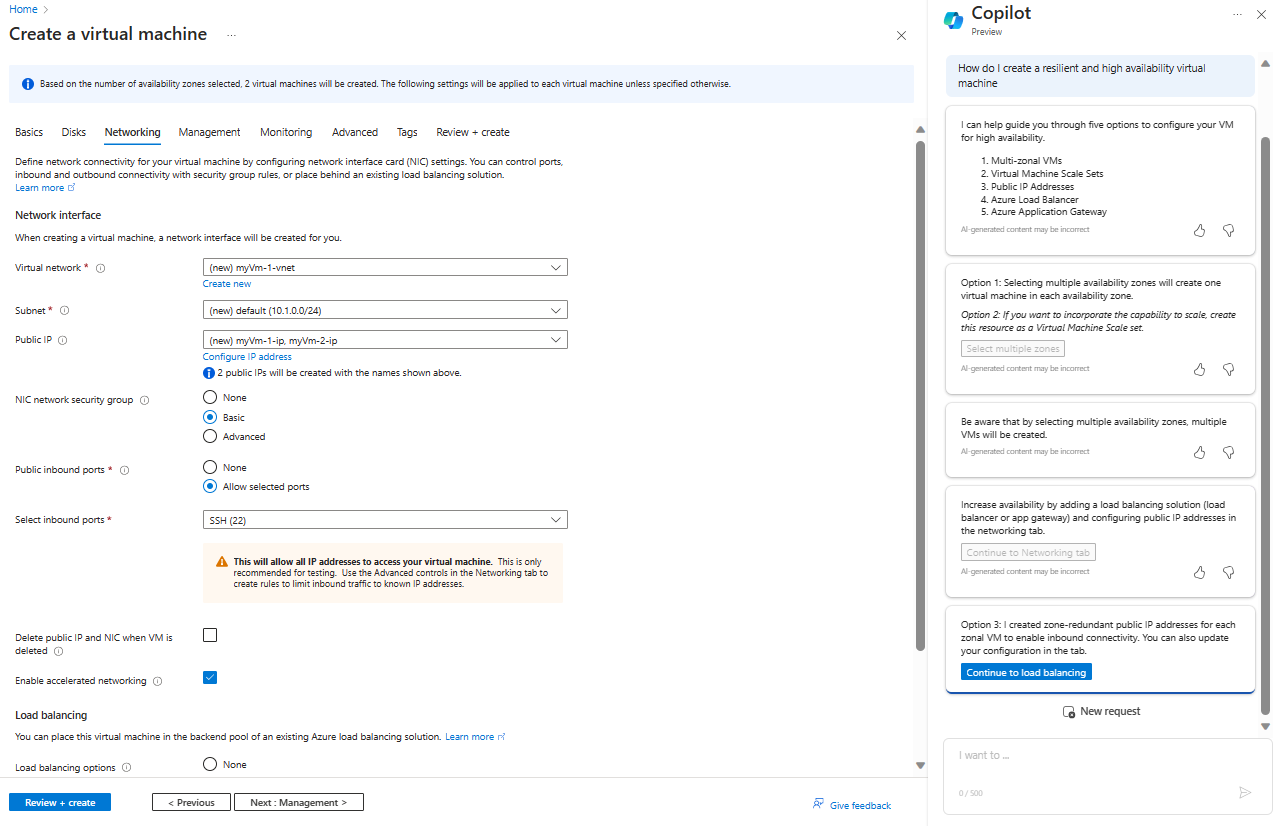 Home >
Create a virtual machine ...
Based on the number of availability zones selected, 2 virtual machines will be created. The following settings will be applied to each virtual machine unless specified otherwise.
Basics Disks Networking Management Monitoring Advanced Tags Review + create
Define network connectivity for your virtual machine by configuring network interface card (NIC) settings. You can control ports,
inbound and outbound connectivity with security group rules, or place behind an existing load balancing solution.
Learn more
Network interface
When creating a virtual machine, a network interface will be created for you.
Virtual network *
(new) myVm-1-vnet
Create new
Subnet *
(new) default (10.1.0.0/24)
Public IP
(new) myVm-1-ip, myVm-2-ip
Configure IP address
2 public IPs will be created with the names shown above.
NIC network security group
None
Basic
Advanced
Public inbound ports *
None
Allow selected ports
Select inbound ports *
SSH (22)
This will allow all IP addresses to access your virtual machine. This is only
recommended for testing. Use the Advanced controls in the Networking tab to
create rules to limit inbound traffic to known IP addresses.
Delete public IP and NIC when VM is
deleted
Enable accelerated networking
Load balancing
You can place this virtual machine in the backend pool of an existing Azure load balancing solution. Learn more
Load balancing options
None
Review + create
< Previous
Next : Management >
Give feedback
Copilot
Preview
How do I create a resilient and high availability virtual
machine
I can help guide you through five options to configure your VM
for high availability.
1. Multi-zonal VMs
2. Virtual Machine Scale Sets
3. Public IP Addresses
4. Azure Load Balancer
5. Azure Application Gateway
AI-generated content may be incorrect
Option 1: Selecting multiple availability zones will create one
virtual machine in each availability zone.
Option 2: If you want to incorporate the capability to scale, create
this resource as a Virtual Machine Scale set.
Select multiple zones
AI-generated content may be incorrect
Be aware that by selecting multiple availability zones, multiple
VMs will be created.
AI-generated content may be incorrect
Increase availability by adding a load balancing solution (load
balancer or app gateway) and configuring public IP addresses in
the networking tab.
Continue to Networking tab
AI-generated content may be incorrect
Option 3: I created zone-redundant public IP addresses for each
zonal VM to enable inbound connectivity. You can also update
your configuration in the tab.
Continue to load balancing
New request
I want to ...
0 / 500